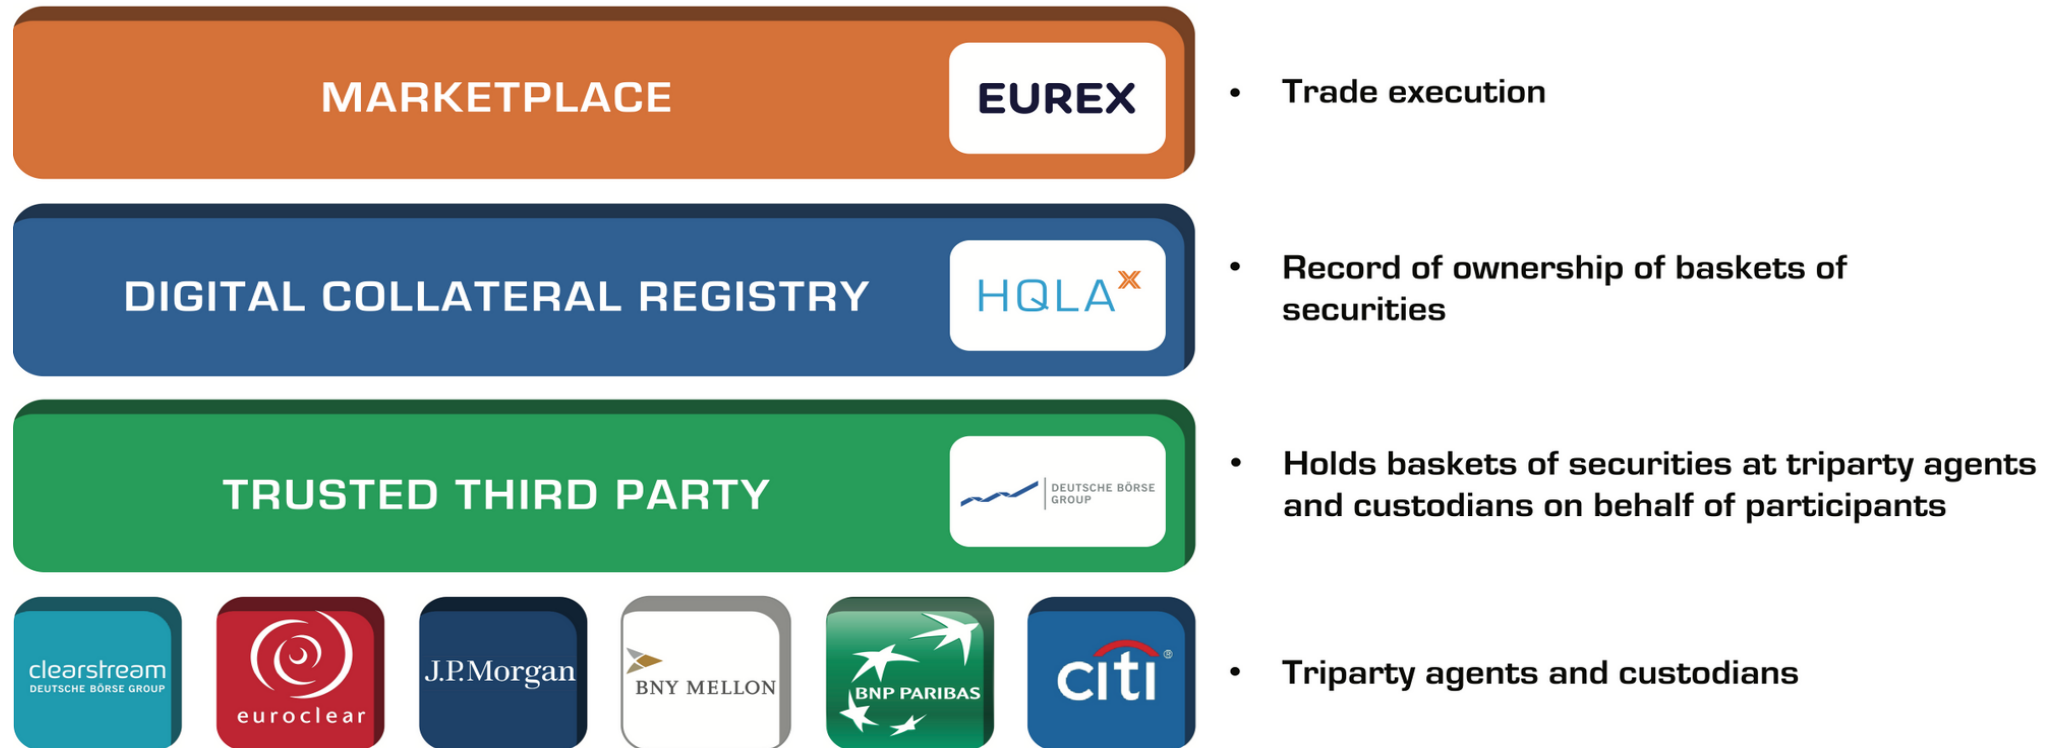 MARKETPLACE
EUREX
• Trade execution
DIGITAL COLLATERAL REGISTRY
HQLAX
• Record of ownership of baskets of
securities
TRUSTED THIRD PARTY
DEUTSCHE BÖRSE
GROUP
• Holds baskets of securities at triparty agents
and custodians on behalf of participants
clearstream
DEUTSCHE BÖRSE GROUP
euroclear
J.P.Morgan
BNY MELLON
BNP PARIBAS
citi®
• Triparty agents and custodians